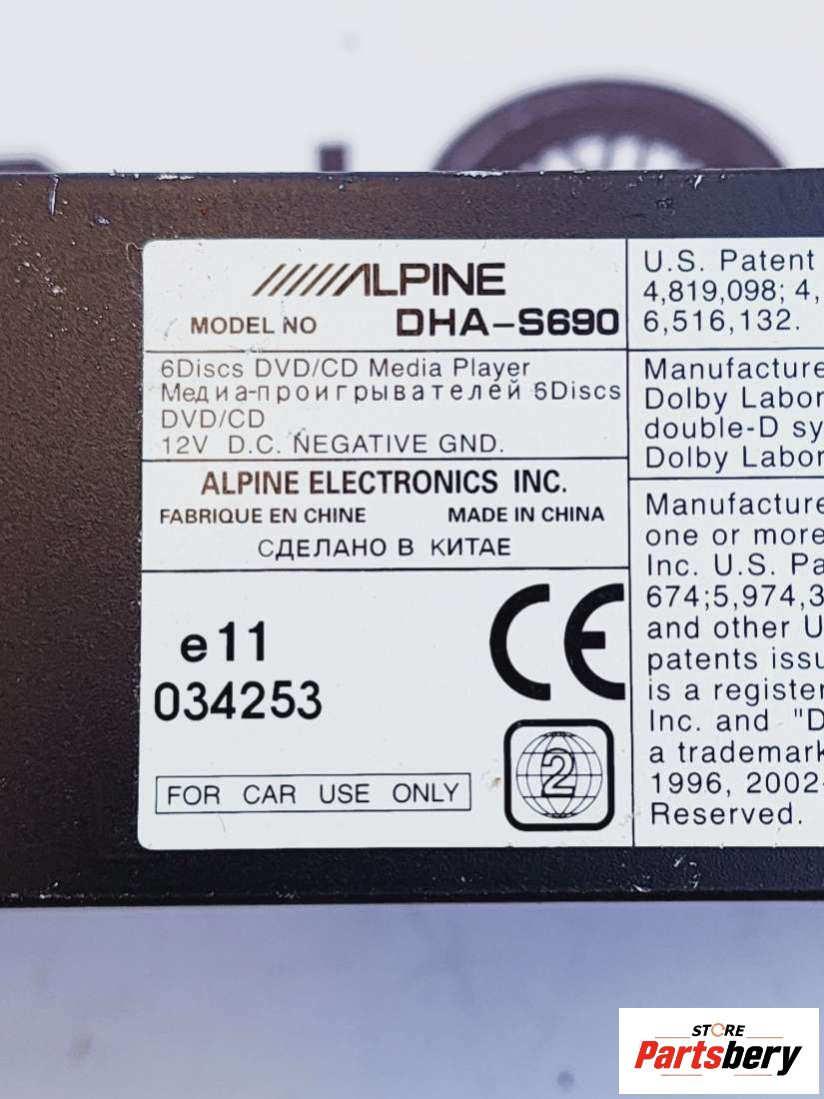 ALPINE
MODEL NO DHA-S690
6Discs DVD/CD Media Player
Медиа-проигрывателей 6Discs
DVD/CD
12V D.C. NEGATIVE GND.
ALPINE ELECTRONICS INC.
FABRIQUE EN CHINE MADE IN CHINA
СДЕЛАНО В КИТАЕ
e11
034253
CE
2
FOR CAR USE ONLY
U.S. Patent
4,819,098; 4,
6,516,132.
Manufacture
Dolby Labor
double-D sy
Dolby Labor
Manufacture
one or more
Inc. U.S. Pa
674;5,974,3
and other U
patents issu
is a register
Inc. and "D
a trademark
1996, 2002-
Reserved.
STORE
Partsbery